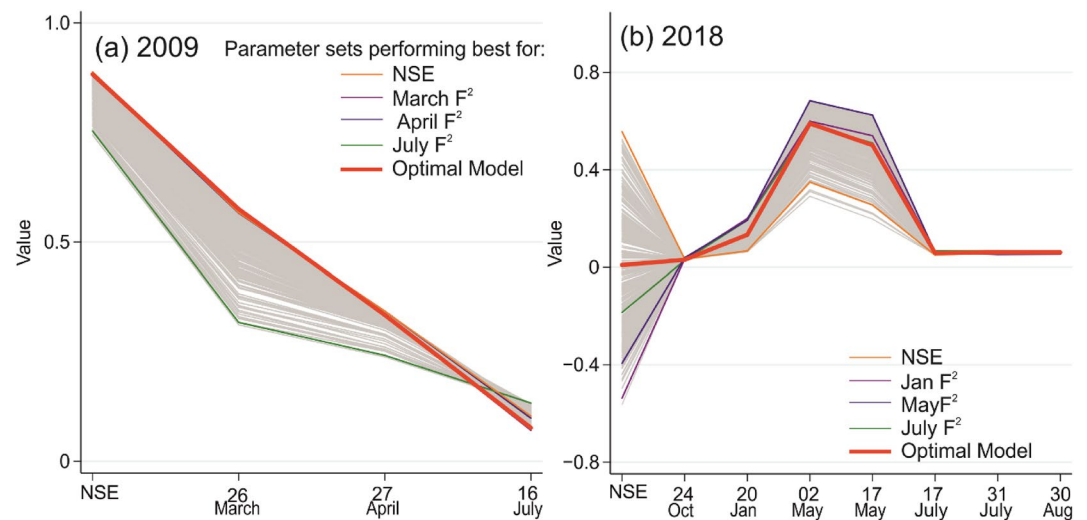 (a) 2009
Parameter sets performing best for:
NSE
March F²
April F²
July F²
Optimal Model
Value
1.0
0.5
0
NSE
26 March
27 April
16 July
(b) 2018
NSE
Jan F²
MayF²
July F²
Optimal Model
Value
0.8
0.4
0
−0.4
−0.8
NSE
24 Oct
20 Jan
02 May
17 May
17 July
31 July
30 Aug